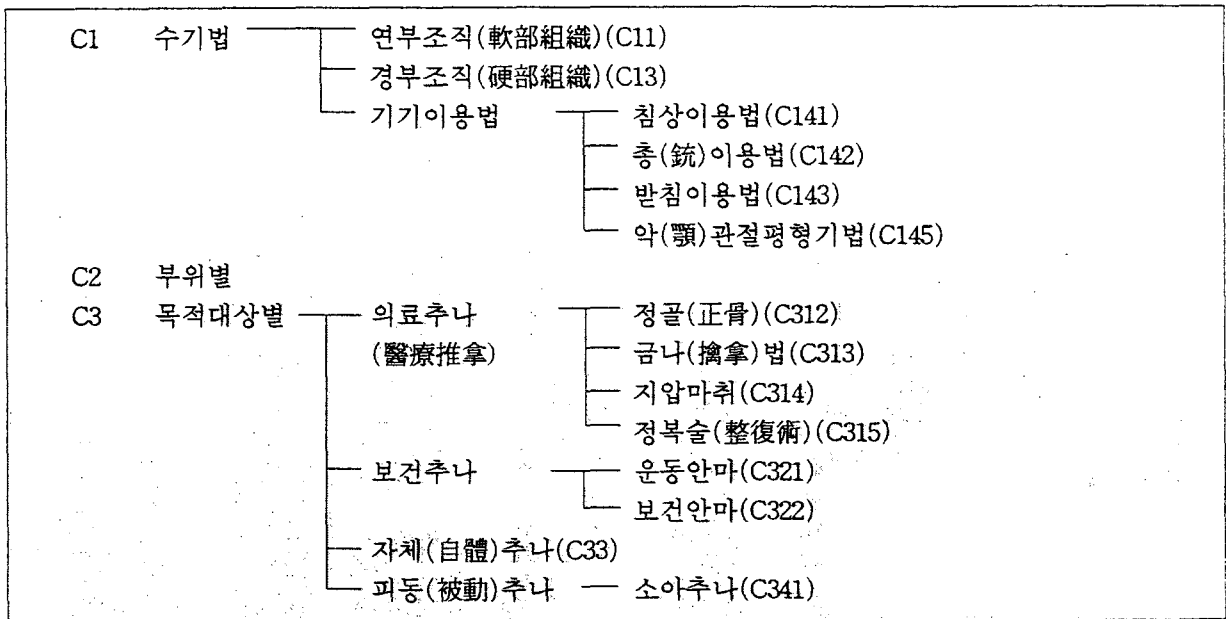 C1 수기법 연부조직(軟部組織)(C11)
경부조직(硬部組織)(C13)
기기이용법 침상이용법(C141)
총(銃)이용법(C142)
받침이용법(C143)
악(顎)관절평형기법(C145)
C2 부위별
C3 목적대상별 의료추나 정골(正骨)(C312)
(醫療推拿) 금나(擒拿)법(C313)
지압마취(C314)
정복술(整復術)(C315)
보건추나 운동안마(C321)
보건안마(C322)
자체(自體)추나(C33)
피동(被動)추나 소아추나(C341)